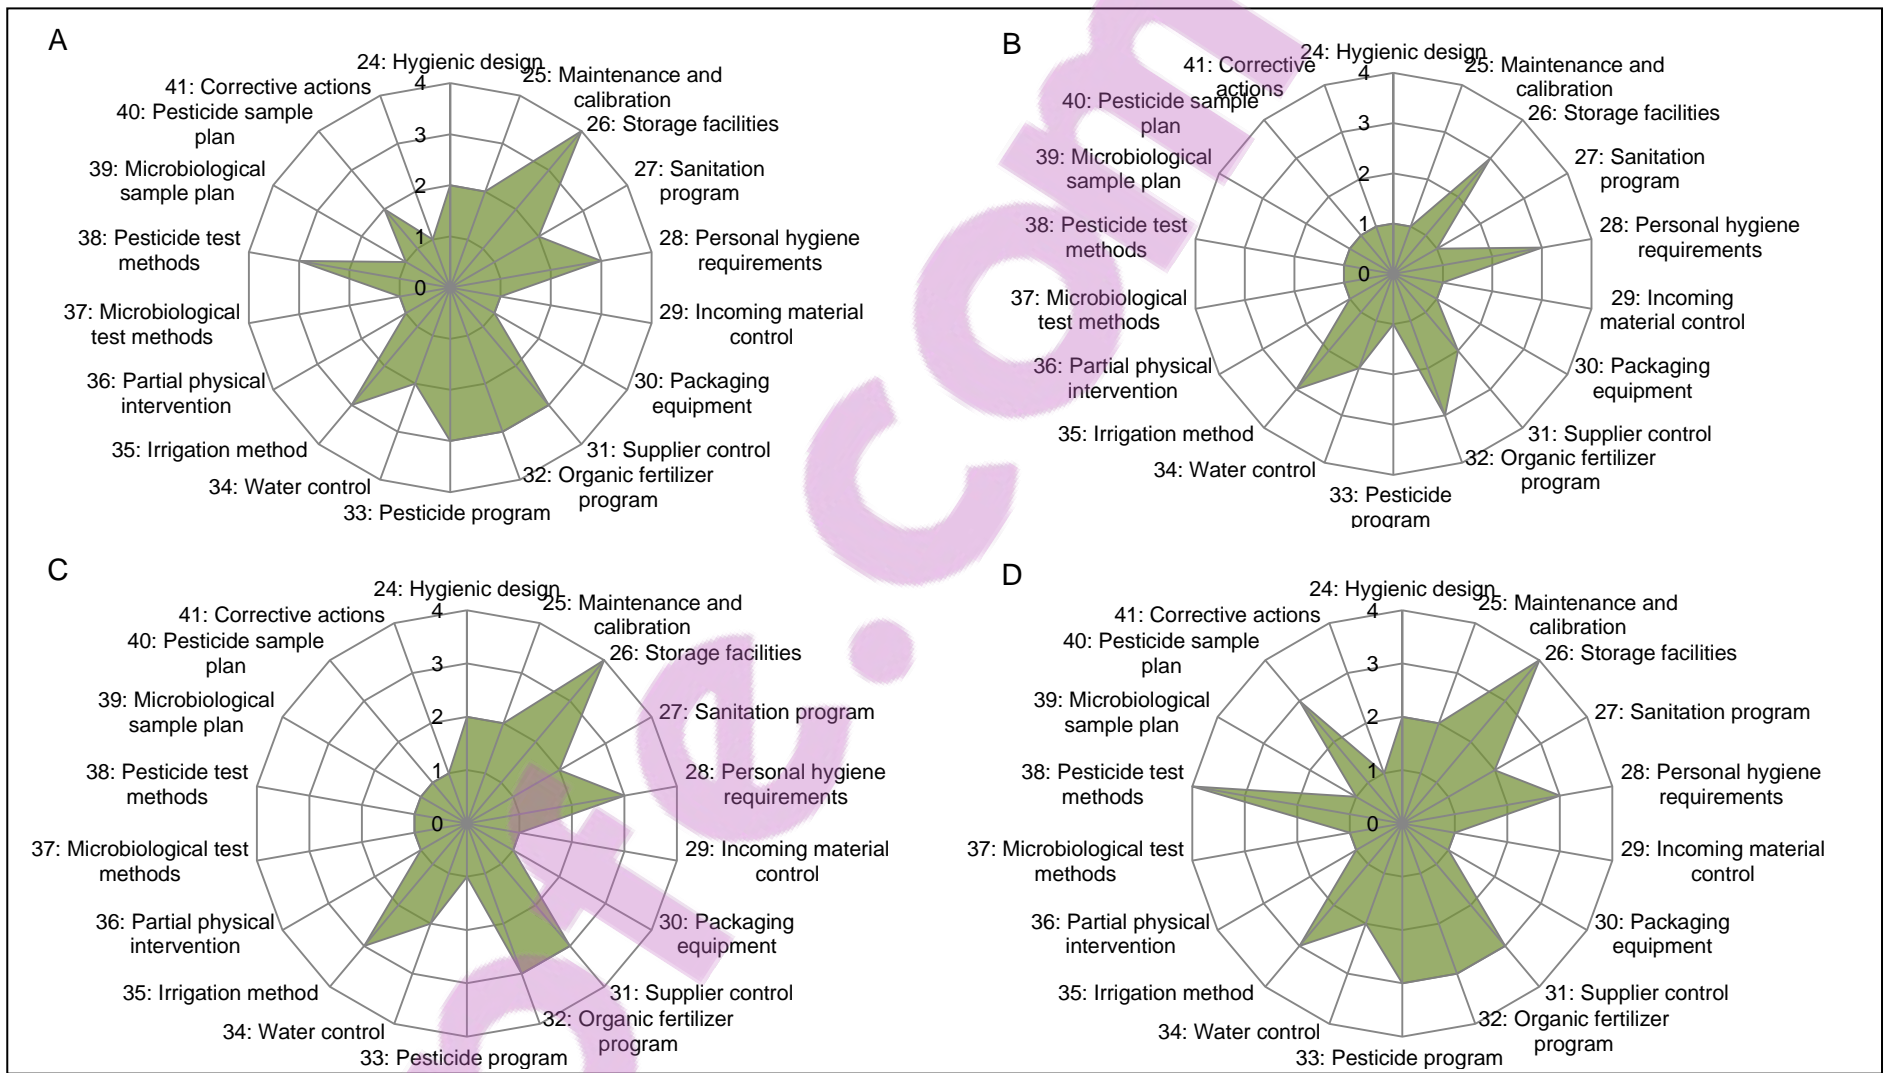 A
24: Hygienic design
25: Maintenance and
calibration
26: Storage facilities
27: Sanitation
program
28: Personal hygiene
requirements
29: Incoming material
control
30: Packaging
equipment
31: Supplier control
32: Organic fertilizer
program
33: Pesticide program
34: Water control
35: Irrigation method
36: Partial physical
intervention
37: Microbiological
test methods
38: Pesticide test
methods
39: Microbiological
sample plan
40: Pesticide sample
plan
41: Corrective actions
4
3
2
1
0
B
24: Hygienic design
25: Maintenance and
calibration
26: Storage facilities
27: Sanitation
program
28: Personal hygiene
requirements
29: Incoming
material control
30: Packaging
equipment
31: Supplier control
32: Organic fertilizer
program
33: Pesticide
program
34: Water control
35: Irrigation method
36: Partial physical
intervention
37: Microbiological
test methods
38: Pesticide test
methods
39: Microbiological
sample plan
40: Pesticide sample
plan
41: Corrective
actions
4
3
2
1
0
C
24: Hygienic design
25: Maintenance and
calibration
26: Storage facilities
27: Sanitation program
28: Personal hygiene
requirements
29: Incoming material
control
30: Packaging
equipment
31: Supplier control
32: Organic fertilizer
program
33: Pesticide program
34: Water control
35: Irrigation method
36: Partial physical
intervention
37: Microbiological test
methods
38: Pesticide test
methods
39: Microbiological
sample plan
40: Pesticide sample
plan
41: Corrective actions
4
3
2
1
0
D
24: Hygienic design
25: Maintenance and
calibration
26: Storage facilities
27: Sanitation program
28: Personal hygiene
requirements
29: Incoming material
control
30: Packaging
equipment
31: Supplier control
32: Organic fertilizer
program
33: Pesticide program
34: Water control
35: Irrigation method
36: Partial physical
intervention
37: Microbiological test
methods
38: Pesticide test
methods
39: Microbiological
sample plan
40: Pesticide sample
plan
41: Corrective actions
4
3
2
1
0